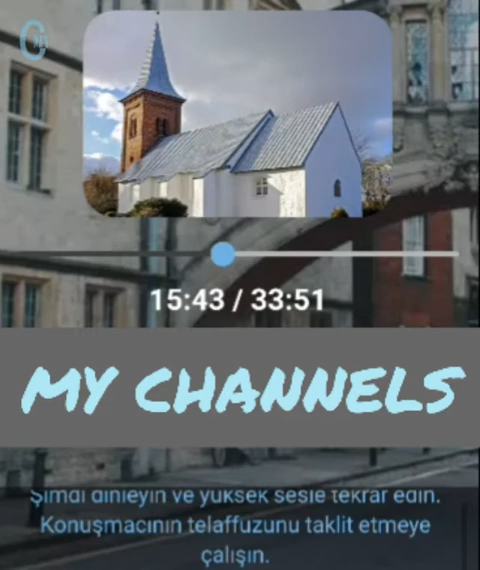 15:43 / 33:51
MY CHANNELS
Şimdi dinleyin ve yüksek sesle tekrar edin.
Konuşmacının telaffuzunu taklit etmeye
çalışın.